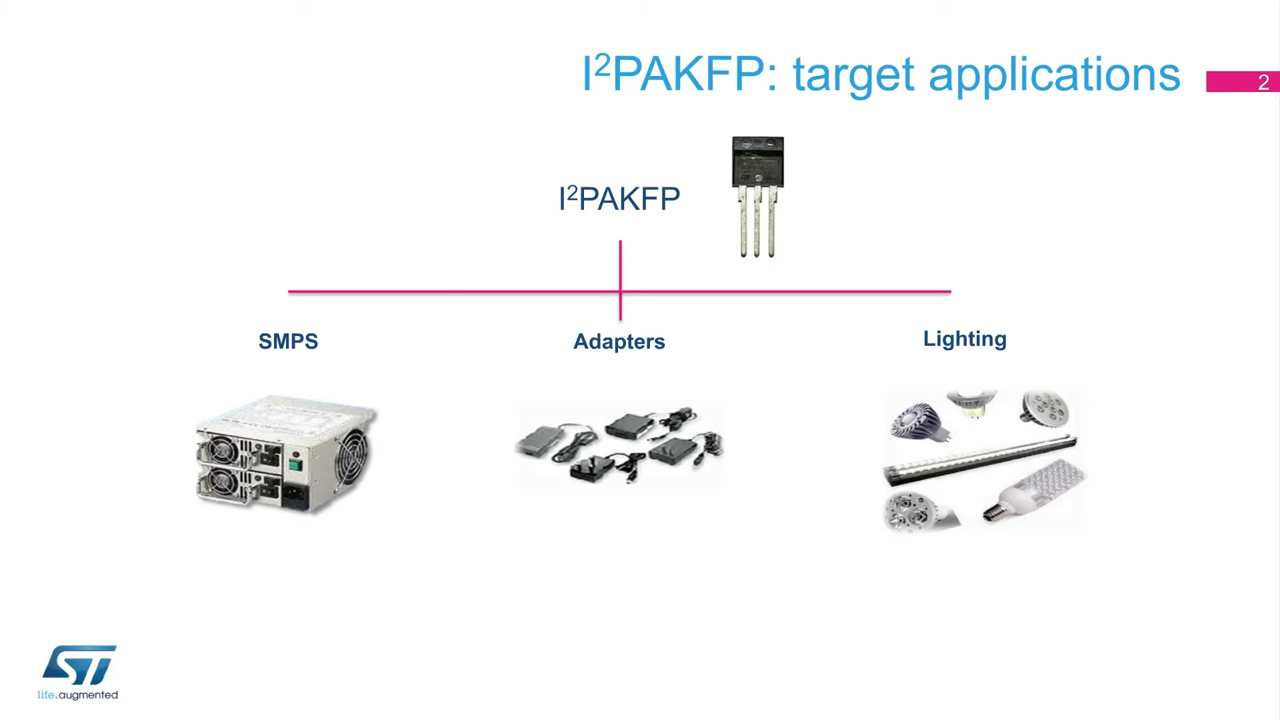 I²PAKFP: target applications
2
I²PAKFP
SMPS
Adapters
Lighting
ST
life.augmented